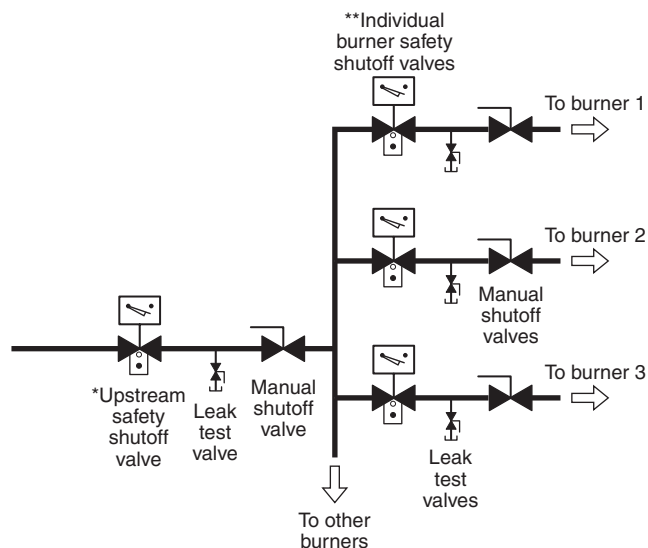 **Individual
burner safety
shutoff valves
To burner 1
To burner 2
Manual
shutoff
valves
To burner 3
*Upstream
safety
shutoff
valve
Leak
test
valve
Manual
shutoff
valve
Leak
test
valves
To other
burners